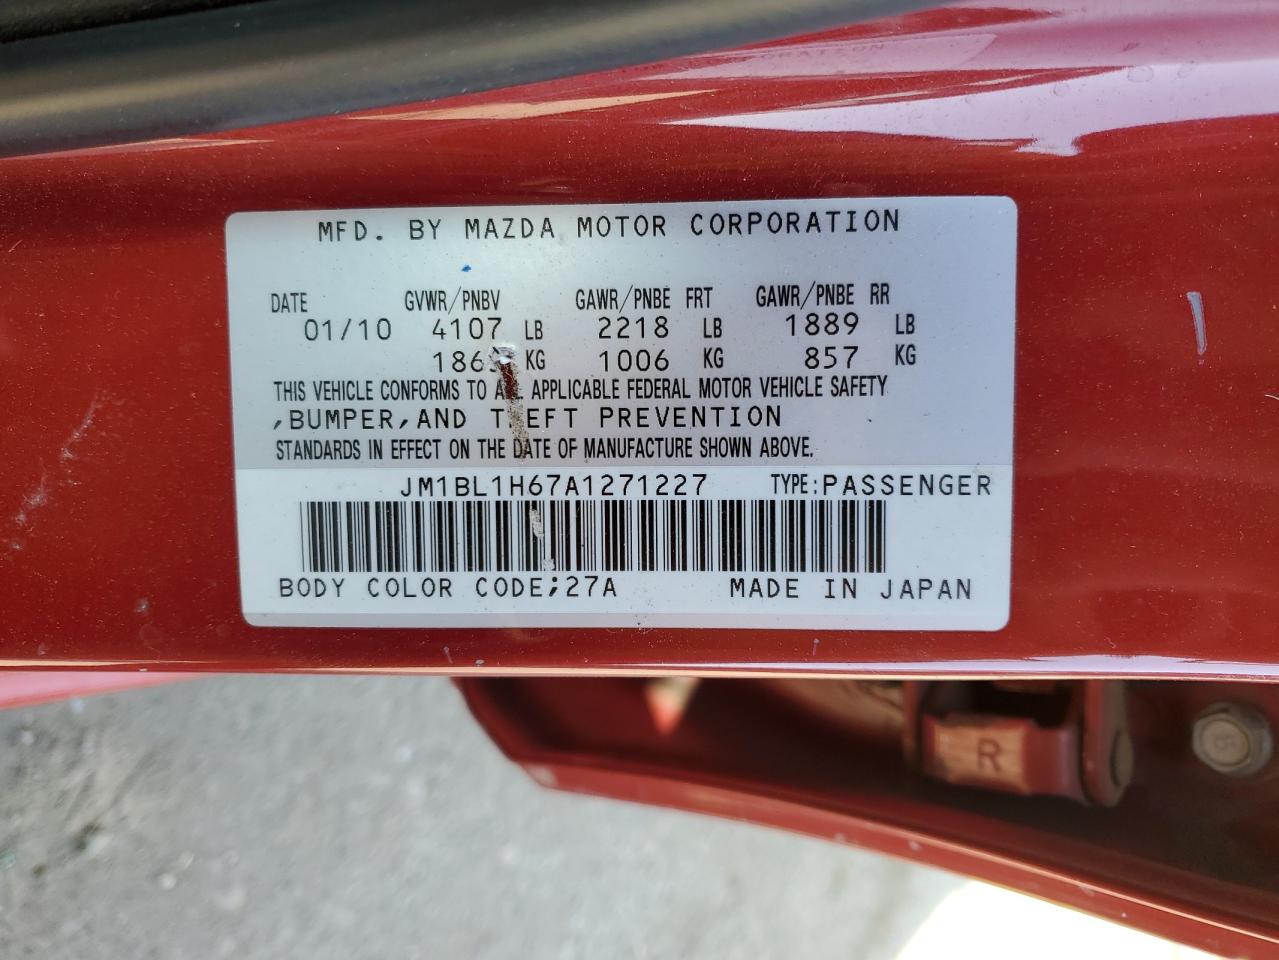 MFD. BY MAZDA MOTOR CORPORATION
DATE GVWR/PNBV GAWR/PNBE FRT GAWR/PNBE RR
01/10 4107 LB 2218 LB 1889 LB
KG 1006 KG 857 KG
THIS VEHICLE CONFORMS TO ALL APPLICABLE FEDERAL MOTOR VEHICLE SAFETY
,BUMPER,AND THEFT PREVENTION
STANDARDS IN EFFECT ON THE DATE OF MANUFACTURE SHOWN ABOVE.
JM1BL1H67A1271227 TYPE:PASSENGER
BODY COLOR CODE;27A MADE IN JAPAN
R